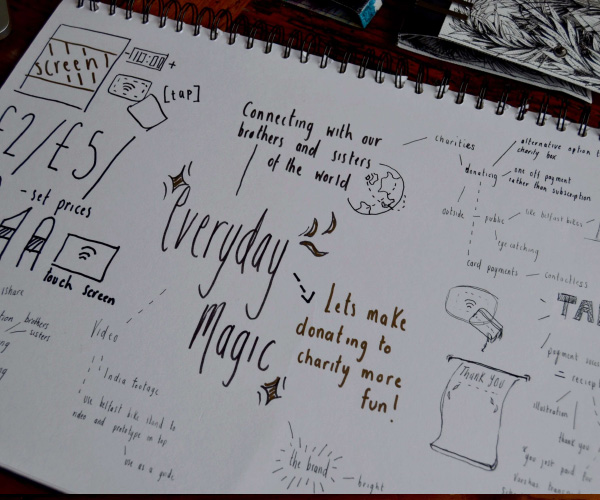 screen 1
10:00 +
[tap]
£2/£5/
- set prices
touch screen
Connecting with our
brothers and sisters
of the world
everyday
Magic
Lets make
donating to
charity more
fun!
charities
alternative option to
charity box
donating
one off payment
rather than subscription
outside
public
use belfast bikes
eye catching
card payments
contactless
TA
THANK YOU
payment
= receipt
illustration
thank you
you just paid for
brothers
sisters
Video
India footage
use belfast bike stand to
video and prototype on top
use as a guide
the brand
bright